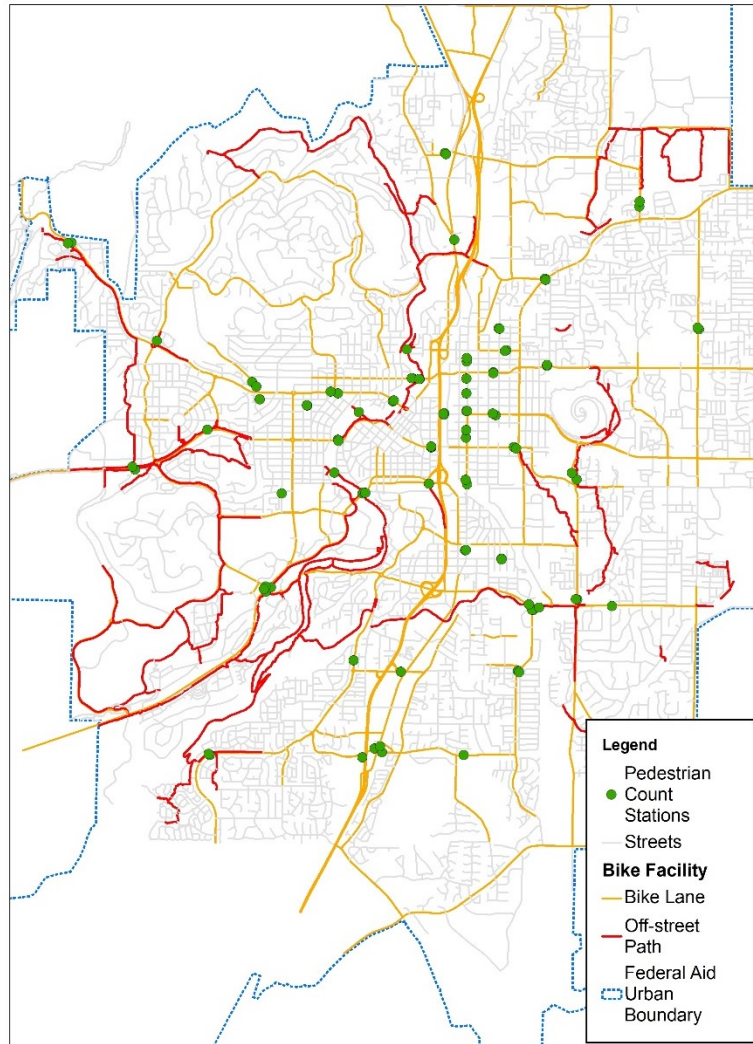 Legend
Pedestrian
Count
Stations
Streets
Bike Facility
Bike Lane
Off-street
Path
Federal Aid
Urban
Boundary